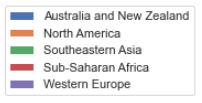 Australia and New Zealand
North America
Southeastern Asia
Sub-Saharan Africa
Western Europe